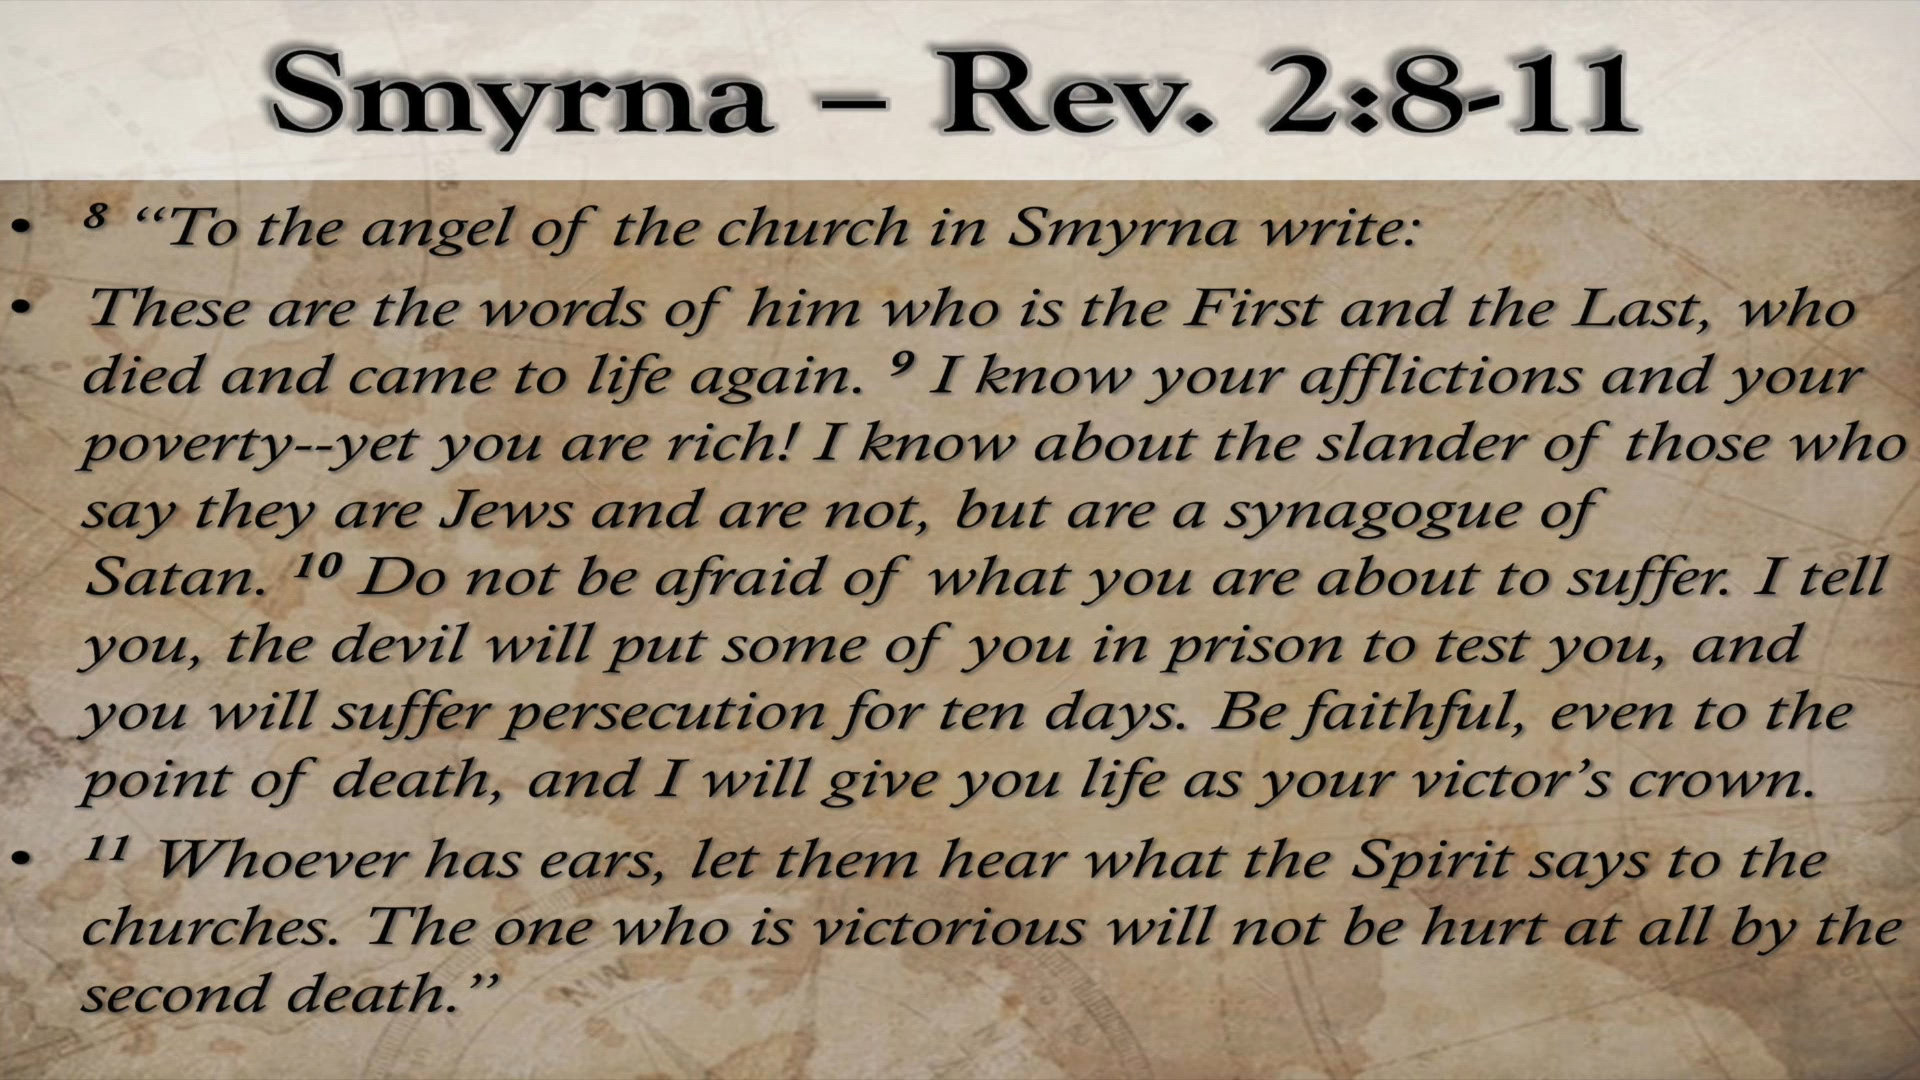 Smyrna – Rev. 2:8-11
• 8 “To the angel of the church in Smyrna write:
• These are the words of him who is the First and the Last, who
died and came to life again. 9 I know your afflictions and your
poverty--yet you are rich! I know about the slander of those who
say they are Jews and are not, but are a synagogue of
Satan. 10 Do not be afraid of what you are about to suffer. I tell
you, the devil will put some of you in prison to test you, and
you will suffer persecution for ten days. Be faithful, even to the
point of death, and I will give you life as your victor’s crown.
• 11 Whoever has ears, let them hear what the Spirit says to the
churches. The one who is victorious will not be hurt at all by the
second death.”
NW